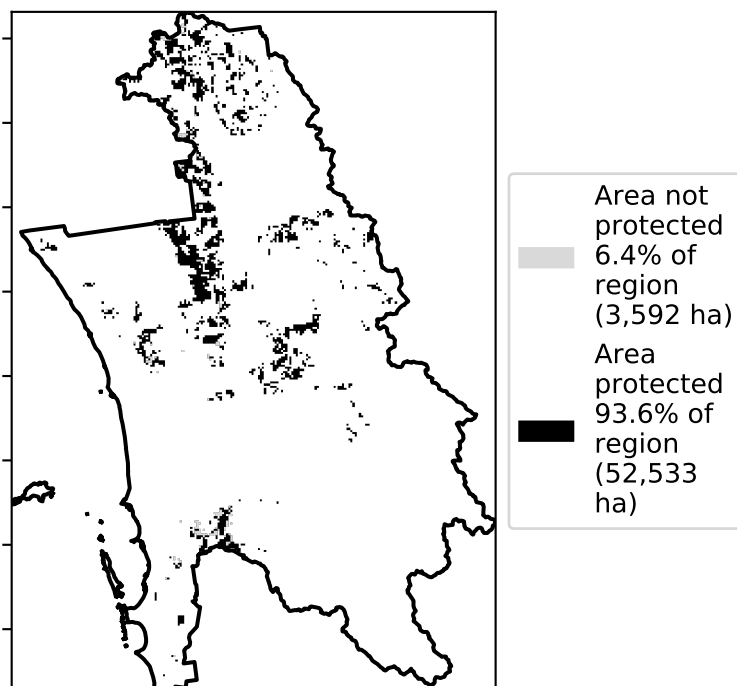 Area not
protected
6.4% of
region
(3,592 ha)
Area
protected
93.6% of
region
(52,533
ha)